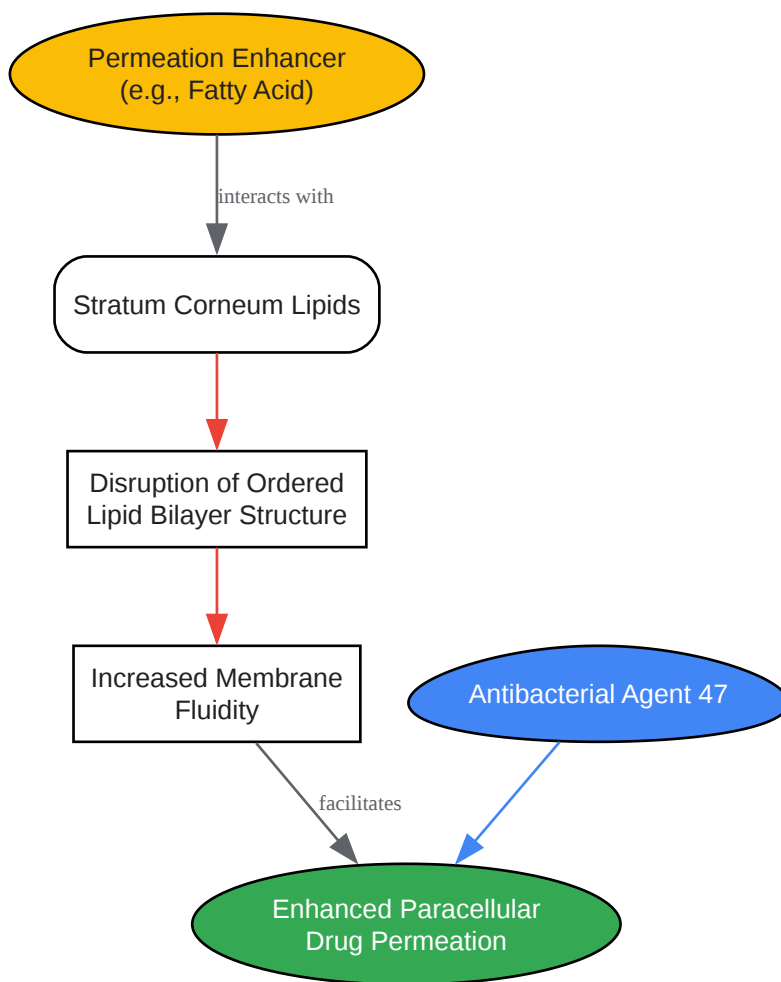 Permeation Enhancer
(e.g., Fatty Acid)
interacts with
Stratum Corneum Lipids
Disruption of Ordered
Lipid Bilayer Structure
Increased Membrane
Fluidity
Antibacterial Agent 47
facilitates
Enhanced Paracellular
Drug Permeation